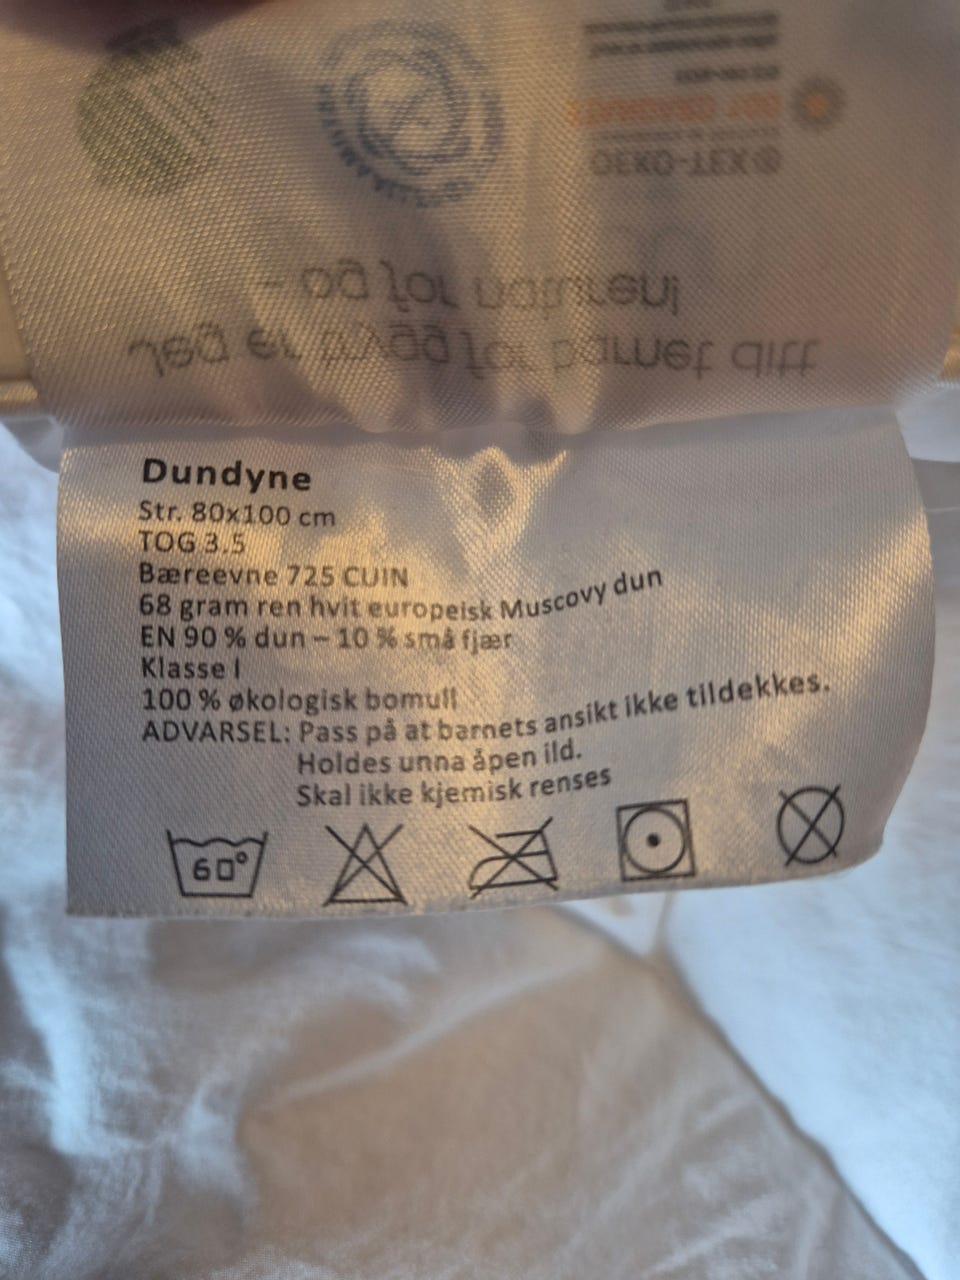 OEKO-TEX®
Jeg er trygg for barnet ditt
- og for naturen!
Dundyne
Str. 80x100 cm
TOG 3.5
Bæreevne 725 CUIN
68 gram ren hvit europeisk Muscovy dun
EN 90 % dun – 10 % små fjær
Klasse I
100 % økologisk bomull
ADVARSEL: Pass på at barnets ansikt ikke tildekkes.
Holdes unna åpen ild.
Skal ikke kjemisk renses
60°